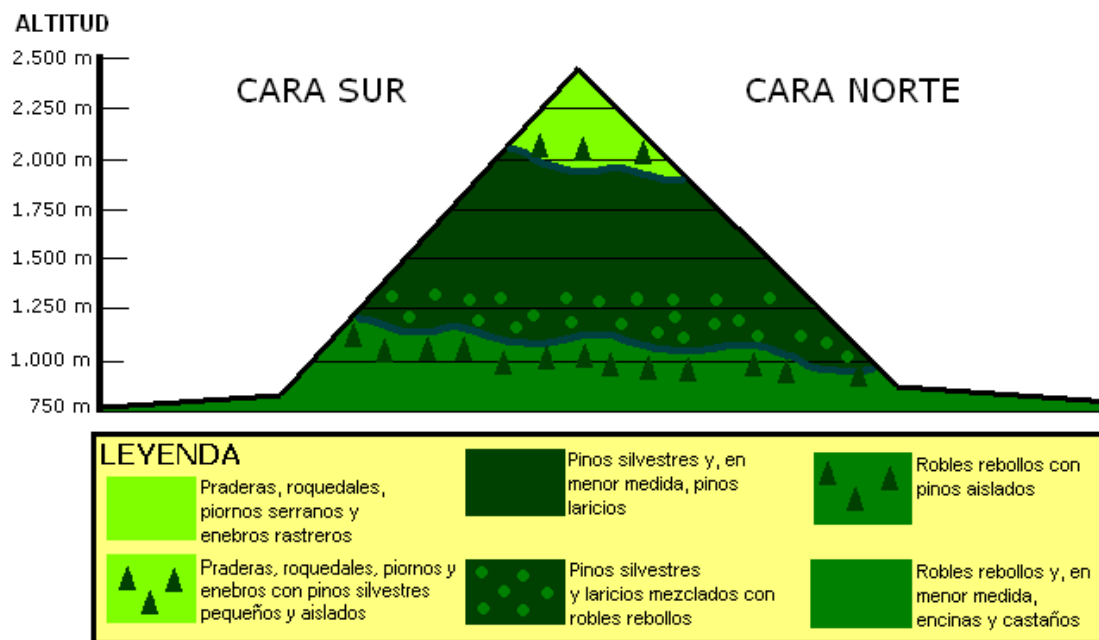 ALTITUD
2.500 m
CARA SUR
CARA NORTE
2.250 m
2.000 m
1.750 m
1.500 m
1.250 m
1.000 m
750 m
LEYENDA
Praderas, roquedales,
piornos serranos y
enebros rastreros
Praderas, roquedales, piornos y
enebros con pinos silvestres
pequeños y aislados
Pinos silvestres y, en
menor medida, pinos
laricios
Pinos silvestres
y laricios mezclados con
robles rebollos
Robles rebollos con
pinos aislados
Robles rebollos y, en
menor medida,
encinas y castaños